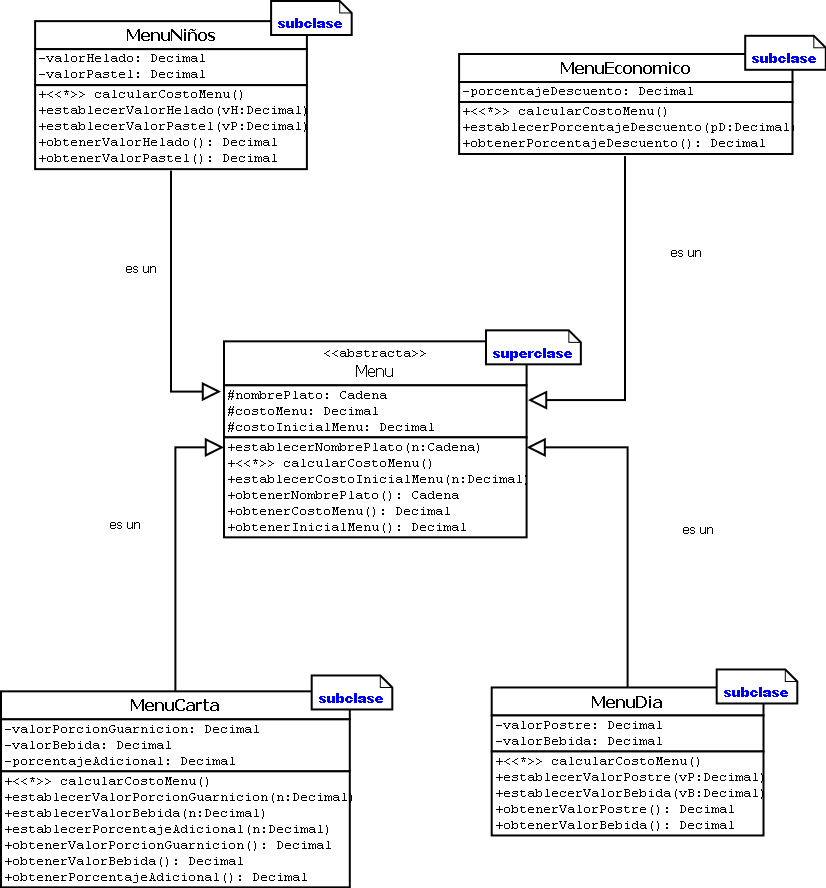 subclase
MenuNiños
-valorHelado: Decimal
-valorPastel: Decimal
+<<*>> calcularCostoMenu()
+establecerValorHelado(vH:Decimal)
+establecerValorPastel(vP:Decimal)
+obtenerValorHelado(): Decimal
+obtenerValorPastel(): Decimal
subclase
MenuEconomico
-porcentajeDescuento: Decimal
+<<*>> calcularCostoMenu()
+establecerPorcentajeDescuento(pD:Decimal)
+obtenerPorcentajeDescuento(): Decimal
es un
es un
superclase
<<abstracta>>
Menu
#nombrePlato: Cadena
#costoMenu: Decimal
#costoInicialMenu: Decimal
+establecerNombrePlato(n:Cadena)
+<<*>> calcularCostoMenu()
+establecerCostoInicialMenu(n:Decimal)
+obtenerNombrePlato(): Cadena
+obtenerCostoMenu(): Decimal
+obtenerInicialMenu(): Decimal
es un
es un
subclase
MenuCarta
-valorPorcionGuarnicion: Decimal
-valorBebida: Decimal
-porcentajeAdicional: Decimal
+<<*>> calcularCostoMenu()
+establecerValorPorcionGuarnicion(n:Decimal)
+establecerValorBebida(n:Decimal)
+establecerPorcentajeAdicional(n:Decimal)
+obtenerValorPorcionGuarnicion(): Decimal
+obtenerValorBebida(): Decimal
+obtenerPorcentajeAdicional(): Decimal
subclase
MenuDia
-valorPostre: Decimal
-valorBebida: Decimal
+<<*>> calcularCostoMenu()
+establecerValorPostre(vP:Decimal)
+establecerValorBebida(vB:Decimal)
+obtenerValorPostre(): Decimal
+obtenerValorBebida(): Decimal